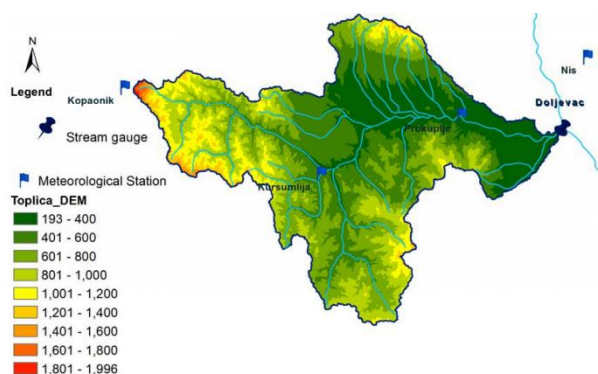 N
Nis
Legend
Kopaonik
Doljevac
Prokuplje
Stream gauge
Kursumlija
Meteorological Station
Toplica_DEM
193 - 400
401 - 600
601 - 800
801 - 1,000
1,001 - 1,200
1,201 - 1,400
1,401 - 1,600
1,601 - 1,800
1,801 - 1,996